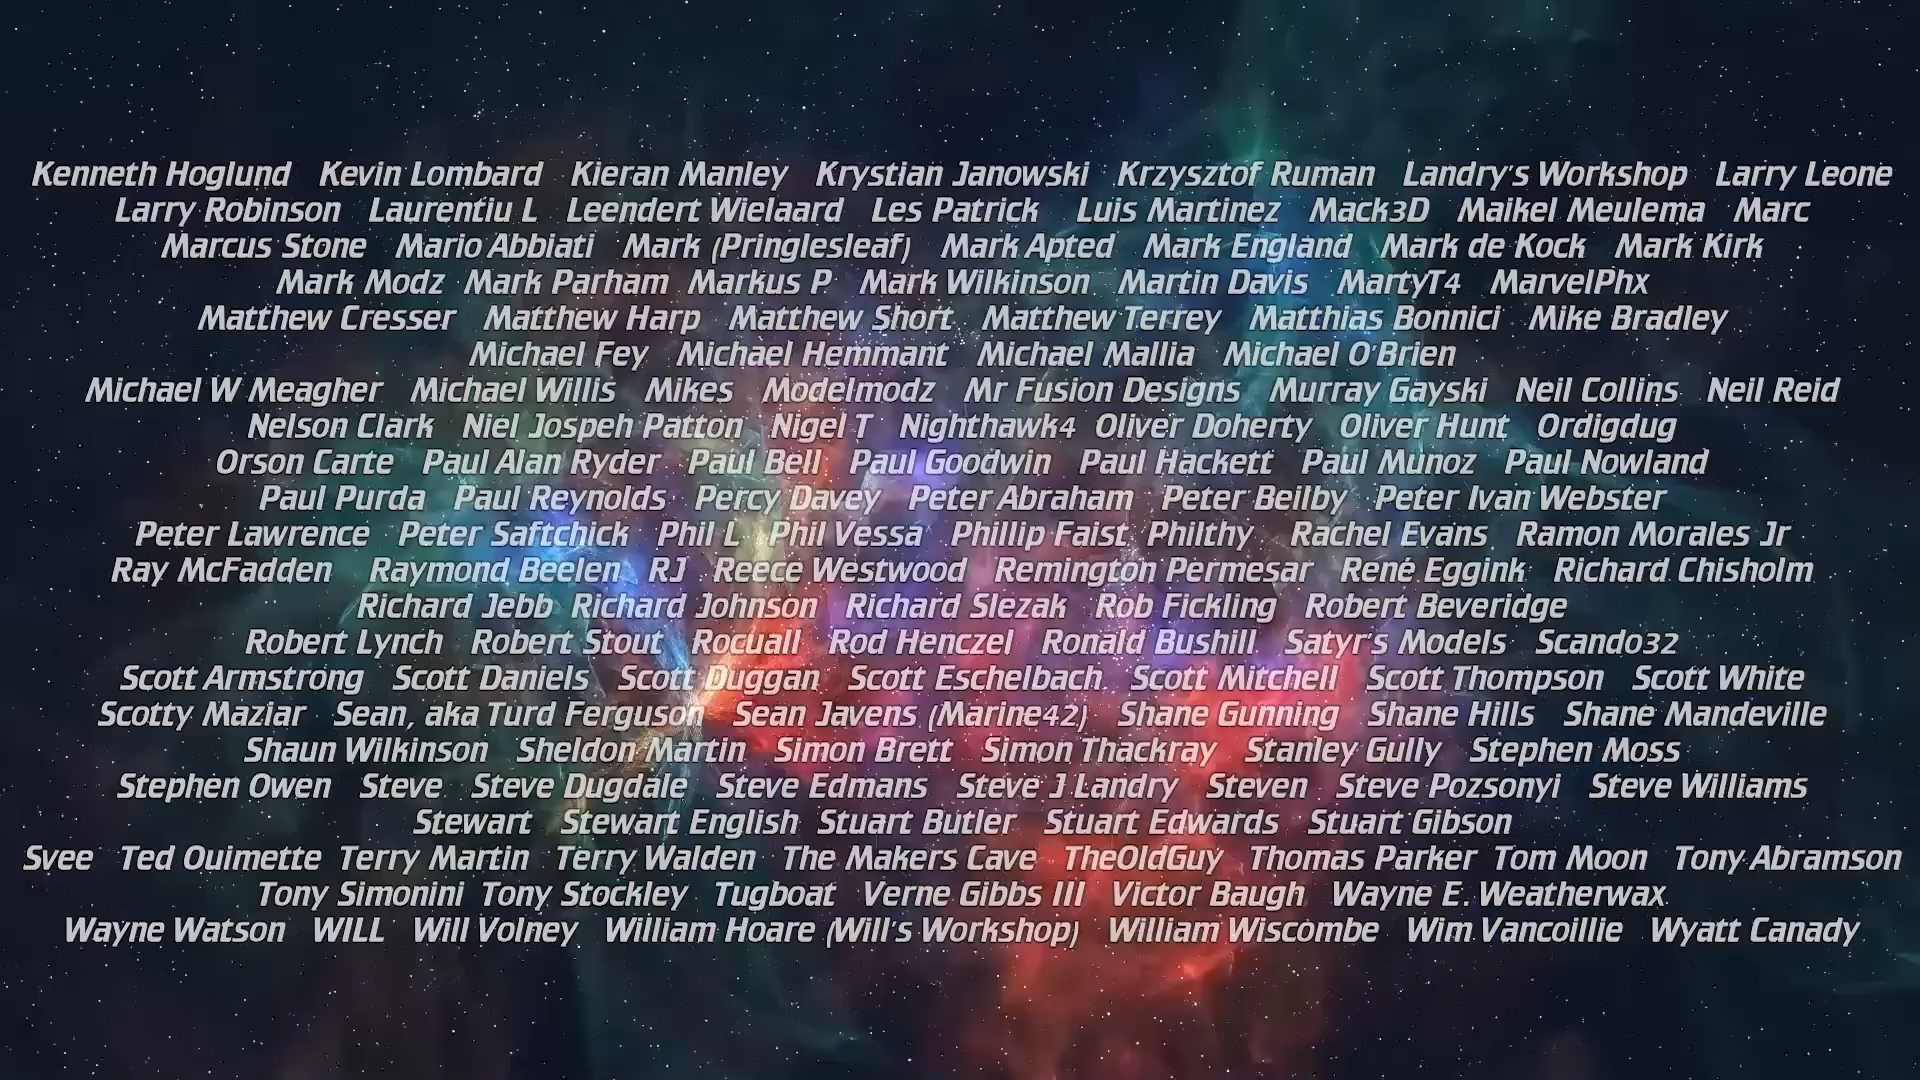 Kenneth Hoglund Kevin Lombard Kieran Manley Krystian Janowski Krzysztof Ruman Landry's Workshop Larry Leone
Larry Robinson Laurentiu L Leendert Wielaard Les Patrick Luis Martinez Mack3D Maikel Meulema Marc
Marcus Stone Mario Abbiati Mark (Pringlesleaf) Mark Apted Mark England Mark de Kock Mark Kirk
Mark Modz Mark Parham Markus P Mark Wilkinson Martin Davis MartyT4 MarvelPhx
Matthew Cresser Matthew Harp Matthew Short Matthew Terrey Matthias Bonnici Mike Bradley
Michael Fey Michael Hemmant Michael Mallia Michael O'Brien
Michael W Meagher Michael Willis Mikes Modelmodz Mr Fusion Designs Murray Gayski Neil Collins Neil Reid
Nelson Clark Niel Jospeh Patton Nigel T Nighthawk4 Oliver Doherty Oliver Hunt Ordigdug
Orson Carte Paul Alan Ryder Paul Bell Paul Goodwin Paul Hackett Paul Munoz Paul Nowland
Paul Purda Paul Reynolds Percy Davey Peter Abraham Peter Beilby Peter Ivan Webster
Peter Lawrence Peter Saftchick Phil L Phil Vessa Phillip Faist Philthy Rachel Evans Ramon Morales Jr
Ray McFadden Raymond Beelen RJ Reece Westwood Remington Permesar René Eggink Richard Chisholm
Richard Jebb Richard Johnson Richard Slezak Rob Fickling Robert Beveridge
Robert Lynch Robert Stout Rocuall Rod Henczel Ronald Bushill Satyr's Models Scando32
Scott Armstrong Scott Daniels Scott Duggan Scott Eschelbach Scott Mitchell Scott Thompson Scott White
Scotty Maziar Sean, aka Turd Ferguson Sean Javens (Marine42) Shane Gunning Shane Hills Shane Mandeville
Shaun Wilkinson Sheldon Martin Simon Brett Simon Thackray Stanley Gully Stephen Moss
Stephen Owen Steve Steve Dugdale Steve Edmans Steve J Landry Steven Steve Pozsonyi Steve Williams
Stewart Stewart English Stuart Butler Stuart Edwards Stuart Gibson
Svee Ted Ouimette Terry Martin Terry Walden The Makers Cave TheOldGuy Thomas Parker Tom Moon Tony Abramson
Tony Simonini Tony Stockley Tugboat Verne Gibbs III Victor Baugh Wayne E. Weatherwax
Wayne Watson WILL Will Volney William Hoare (Will's Workshop) William Wiscombe Wim Vancoillie Wyatt Canady